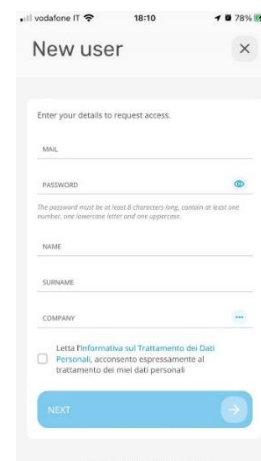 vodafone IT 18:10 78%
New user
Enter your details to request access.
MAIL
PASSWORD
The password must be at least 8 characters long, contain at least one
number, one lowercase letter and one uppercase.
NAME
SURNAME
COMPANY
Letta l'Informativa sul Trattamento dei Dati
Personali, acconsento espressamente al
trattamento dei miei dati personali
NEXT